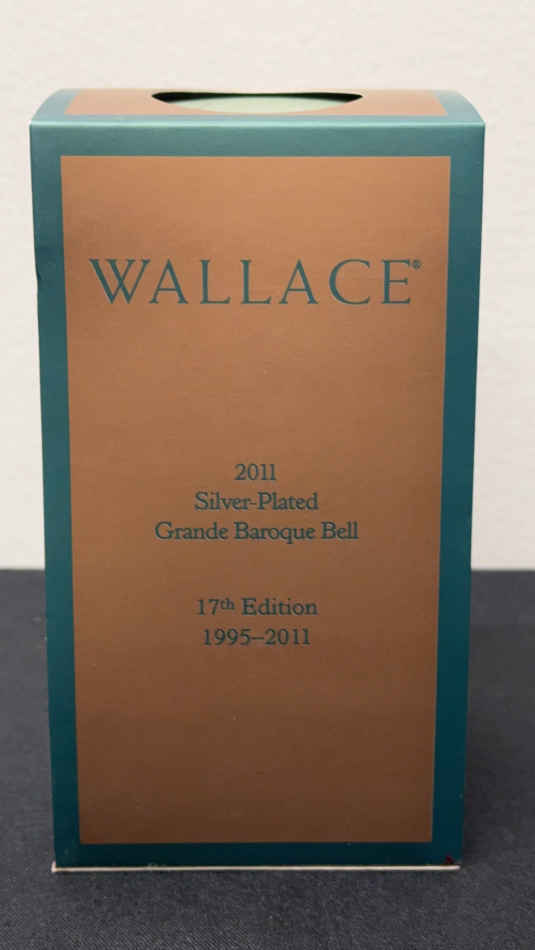 WALLACE®
2011
Silver-Plated
Grande Baroque Bell
17th Edition
1995–2011